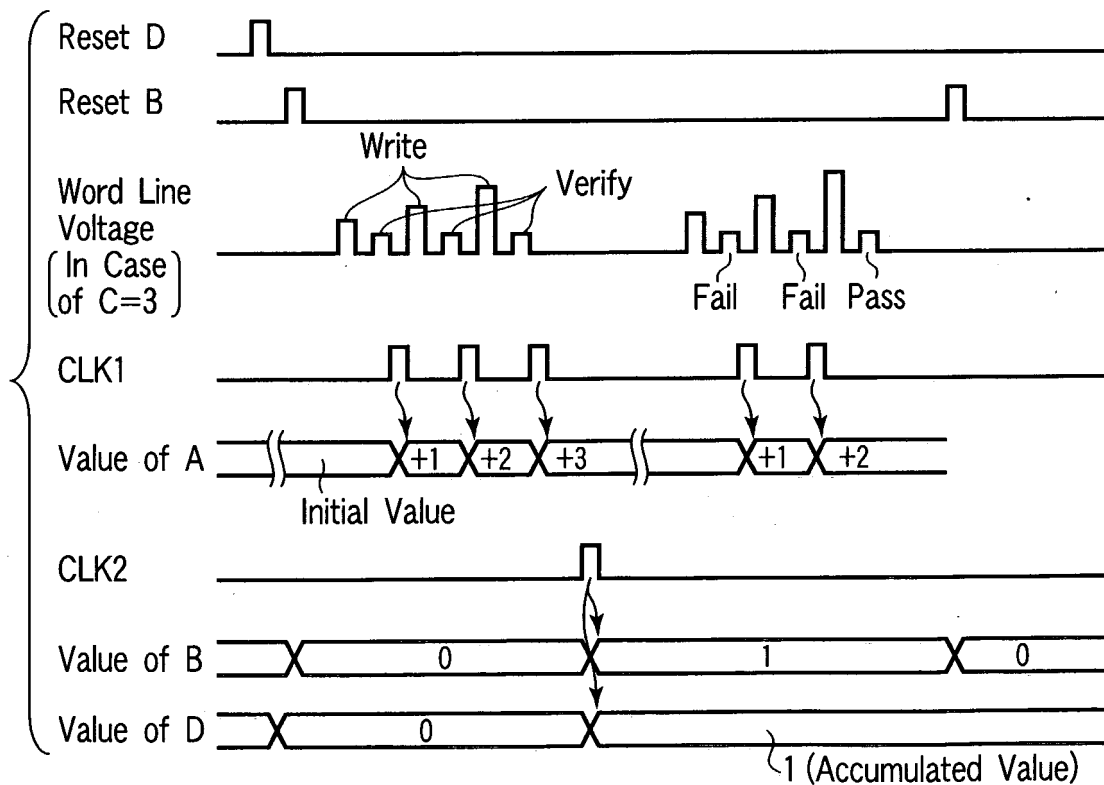 Reset D
Reset B
Write
Verify
Word Line
Voltage
(In Case
of C=3)
Fail Fail Pass
CLK1
Value of A
+1 +2 +3 +1 +2
Initial Value
CLK2
Value of B
0 1 0
Value of D
0
1 (Accumulated Value)